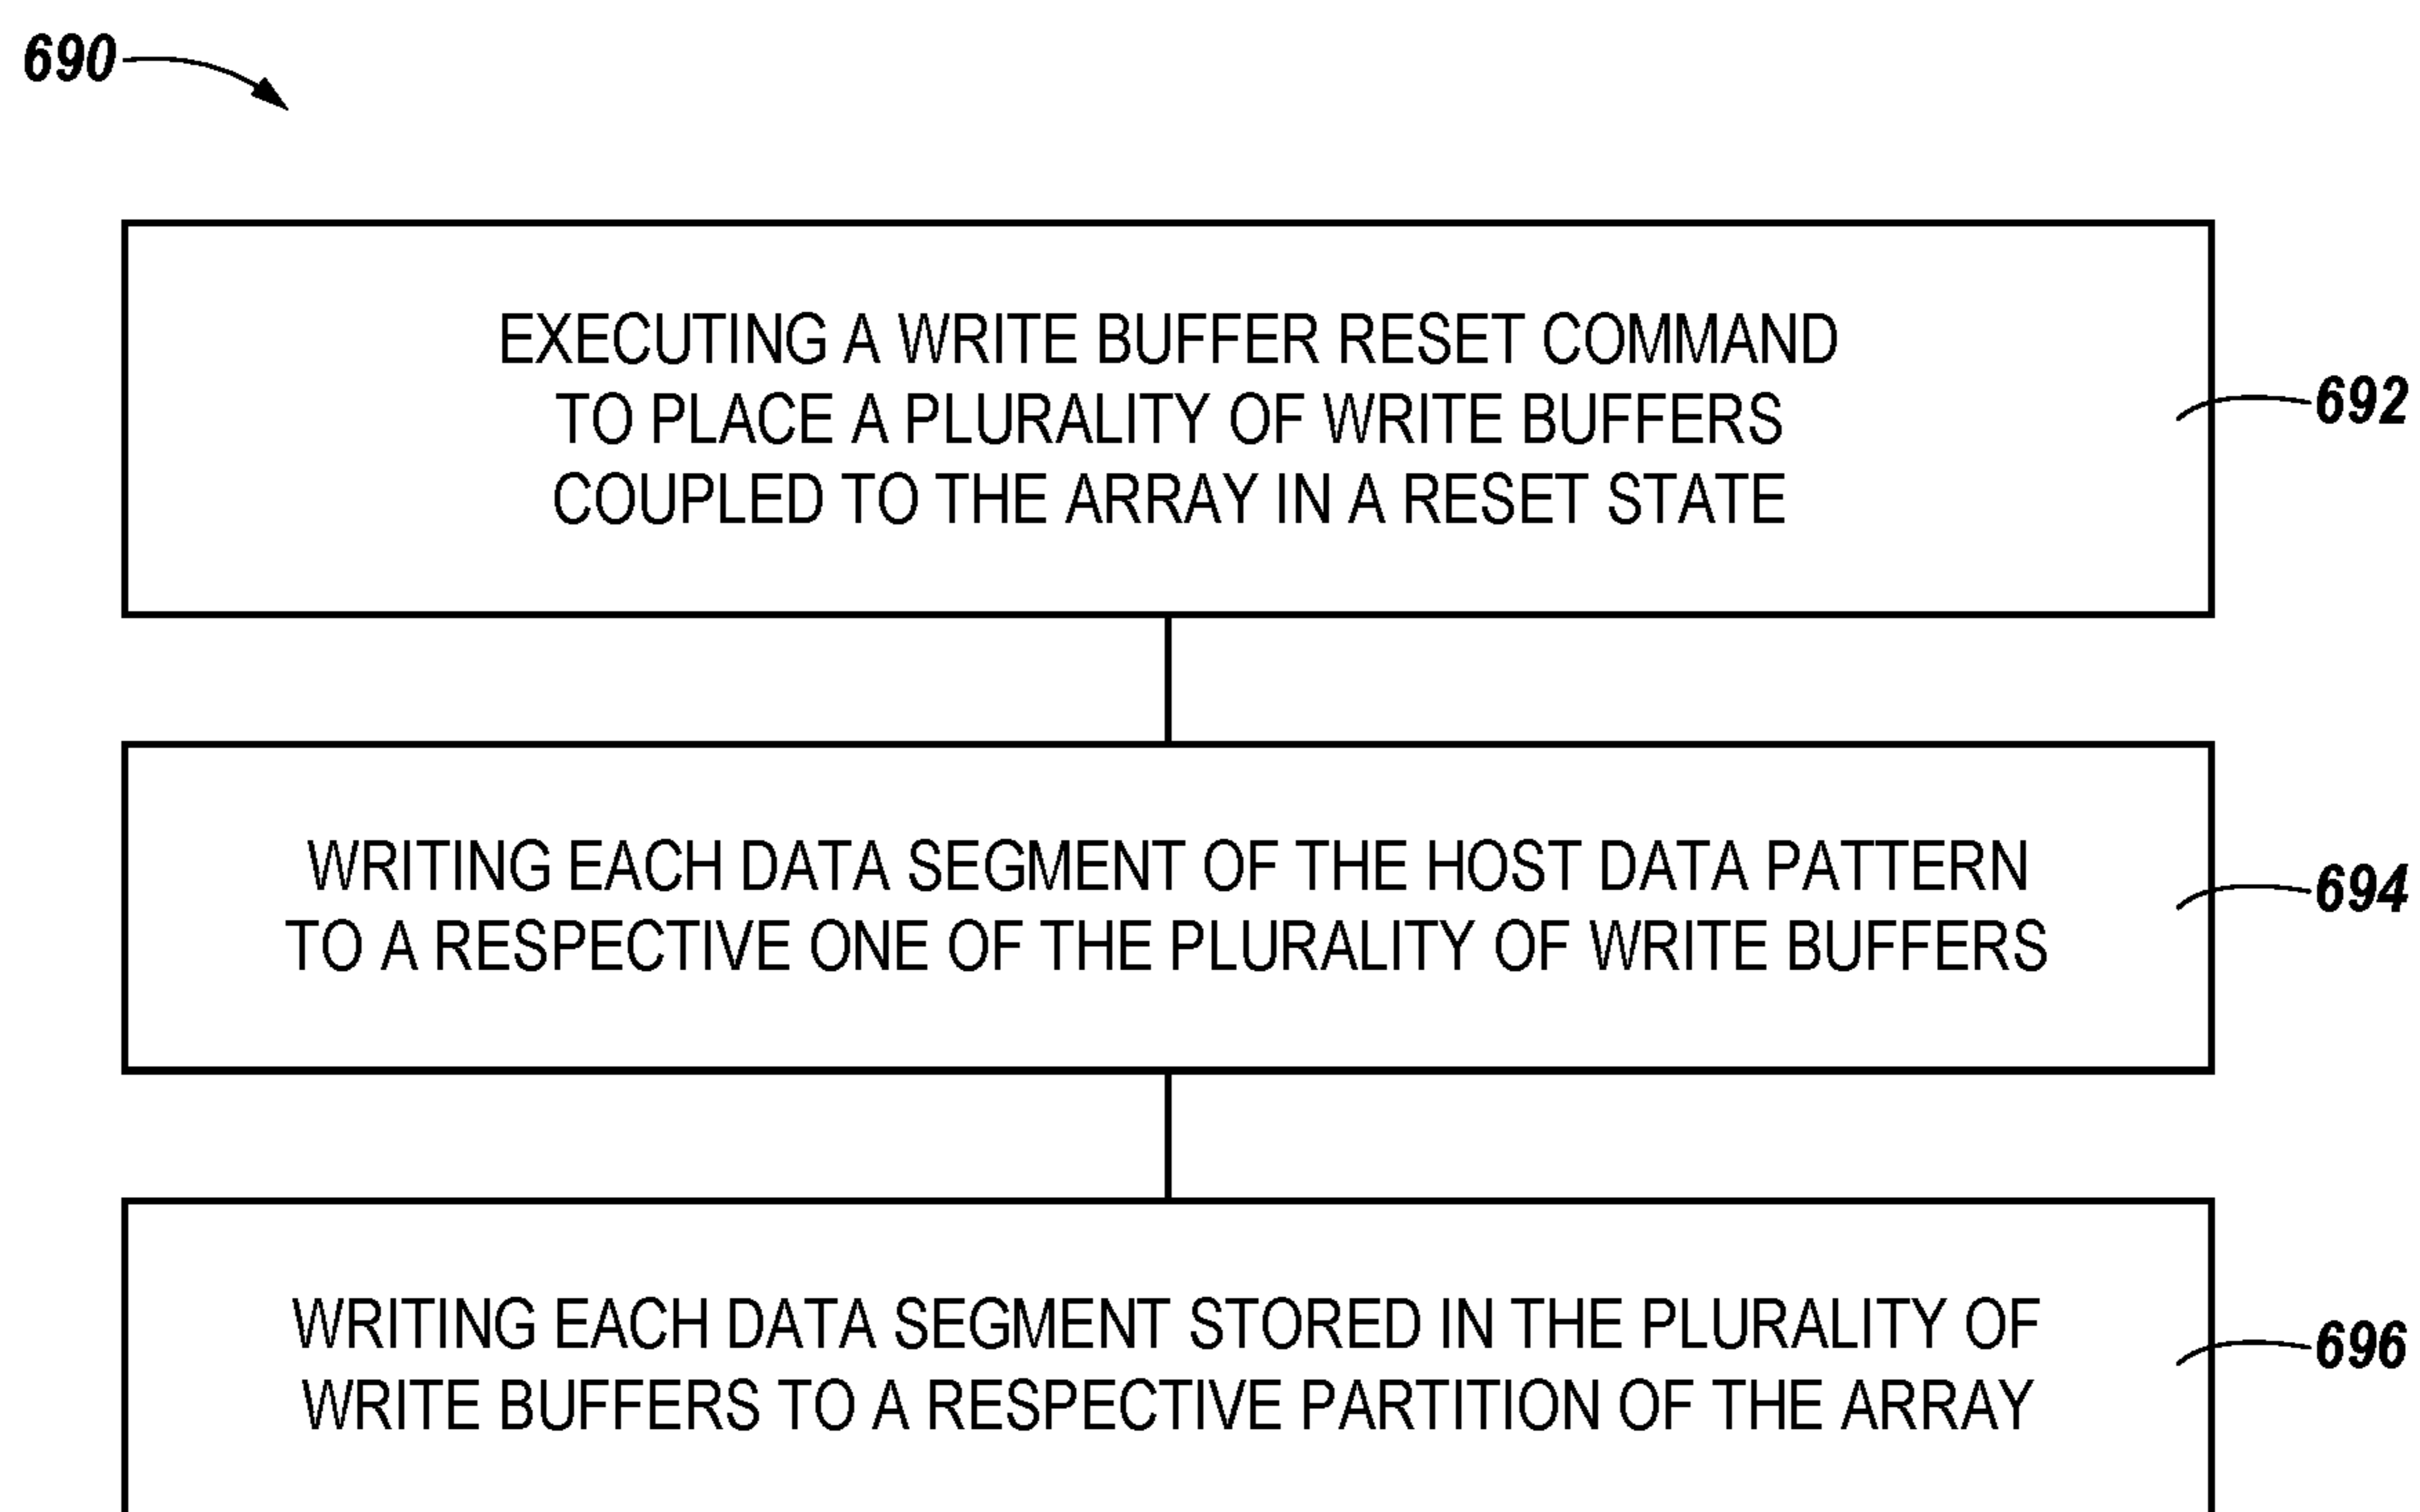 690
EXECUTING A WRITE BUFFER RESET COMMAND
TO PLACE A PLURALITY OF WRITE BUFFERS
COUPLED TO THE ARRAY IN A RESET STATE
692
WRITING EACH DATA SEGMENT OF THE HOST DATA PATTERN
TO A RESPECTIVE ONE OF THE PLURALITY OF WRITE BUFFERS
694
WRITING EACH DATA SEGMENT STORED IN THE PLURALITY OF
WRITE BUFFERS TO A RESPECTIVE PARTITION OF THE ARRAY
696